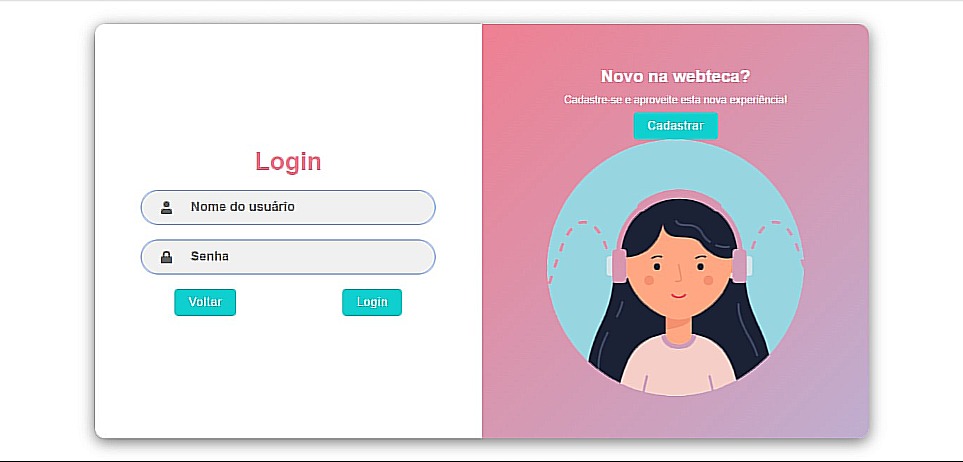 Login
Nome do usuário
Senha
Voltar
Login
Novo na webteca?
Cadastre-se e aproveite esta nova experiência!
Cadastrar